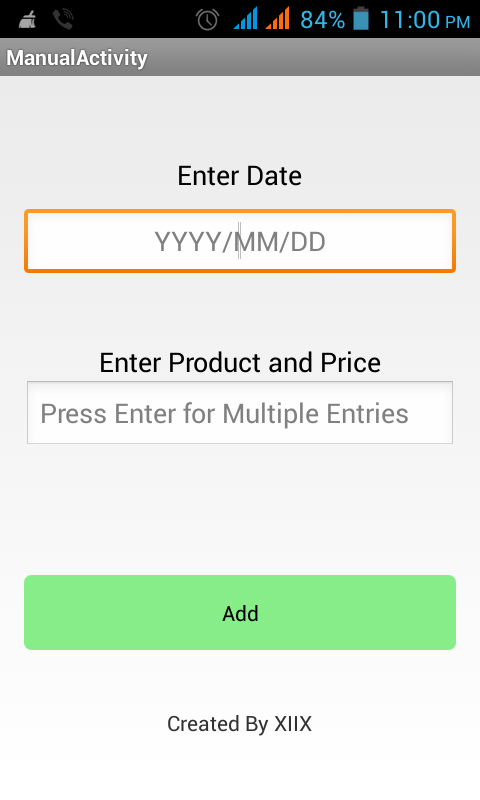 84% 11:00 PM
ManualActivity
Enter Date
YYYY/MM/DD
Enter Product and Price
Press Enter for Multiple Entries
Add
Created By XIIX